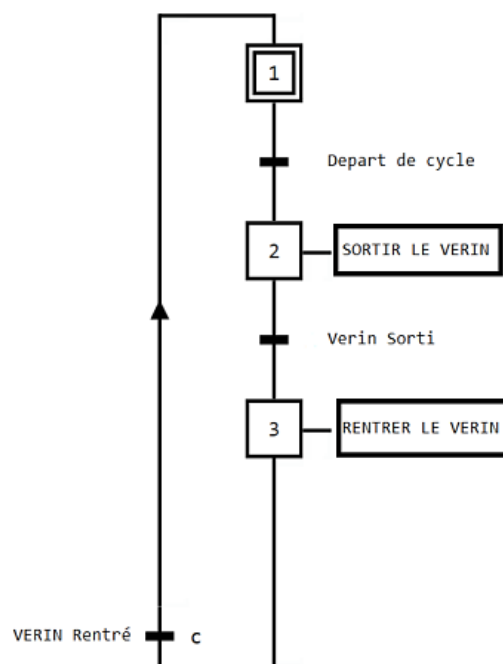 1
Depart de cycle
2
SORTIR LE VERIN
Verin Sorti
3
RENTRER LE VERIN
VERIN Rentré
c